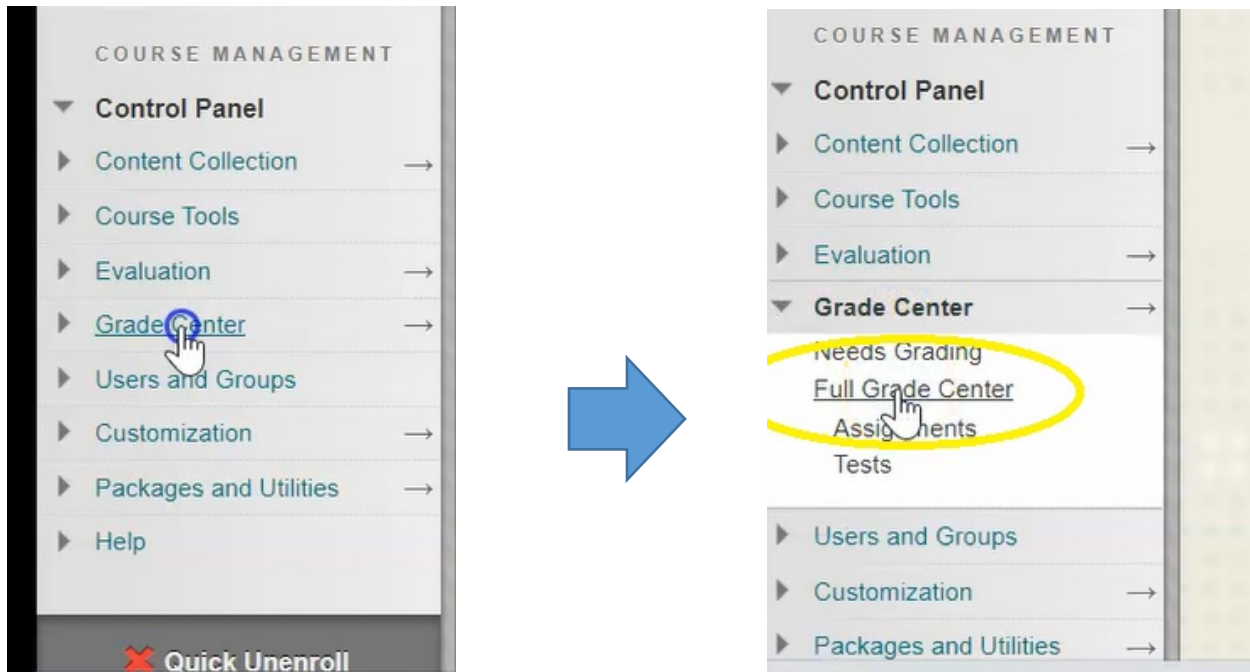 COURSE MANAGEMENT
Control Panel
Content Collection
Course Tools
Evaluation
Grade Center
Users and Groups
Customization
Packages and Utilities
Help
Quick Unenroll
COURSE MANAGEMENT
Control Panel
Content Collection
Course Tools
Evaluation
Grade Center
Needs Grading
Full Grade Center
Assignments
Tests
Users and Groups
Customization
Packages and Utilities